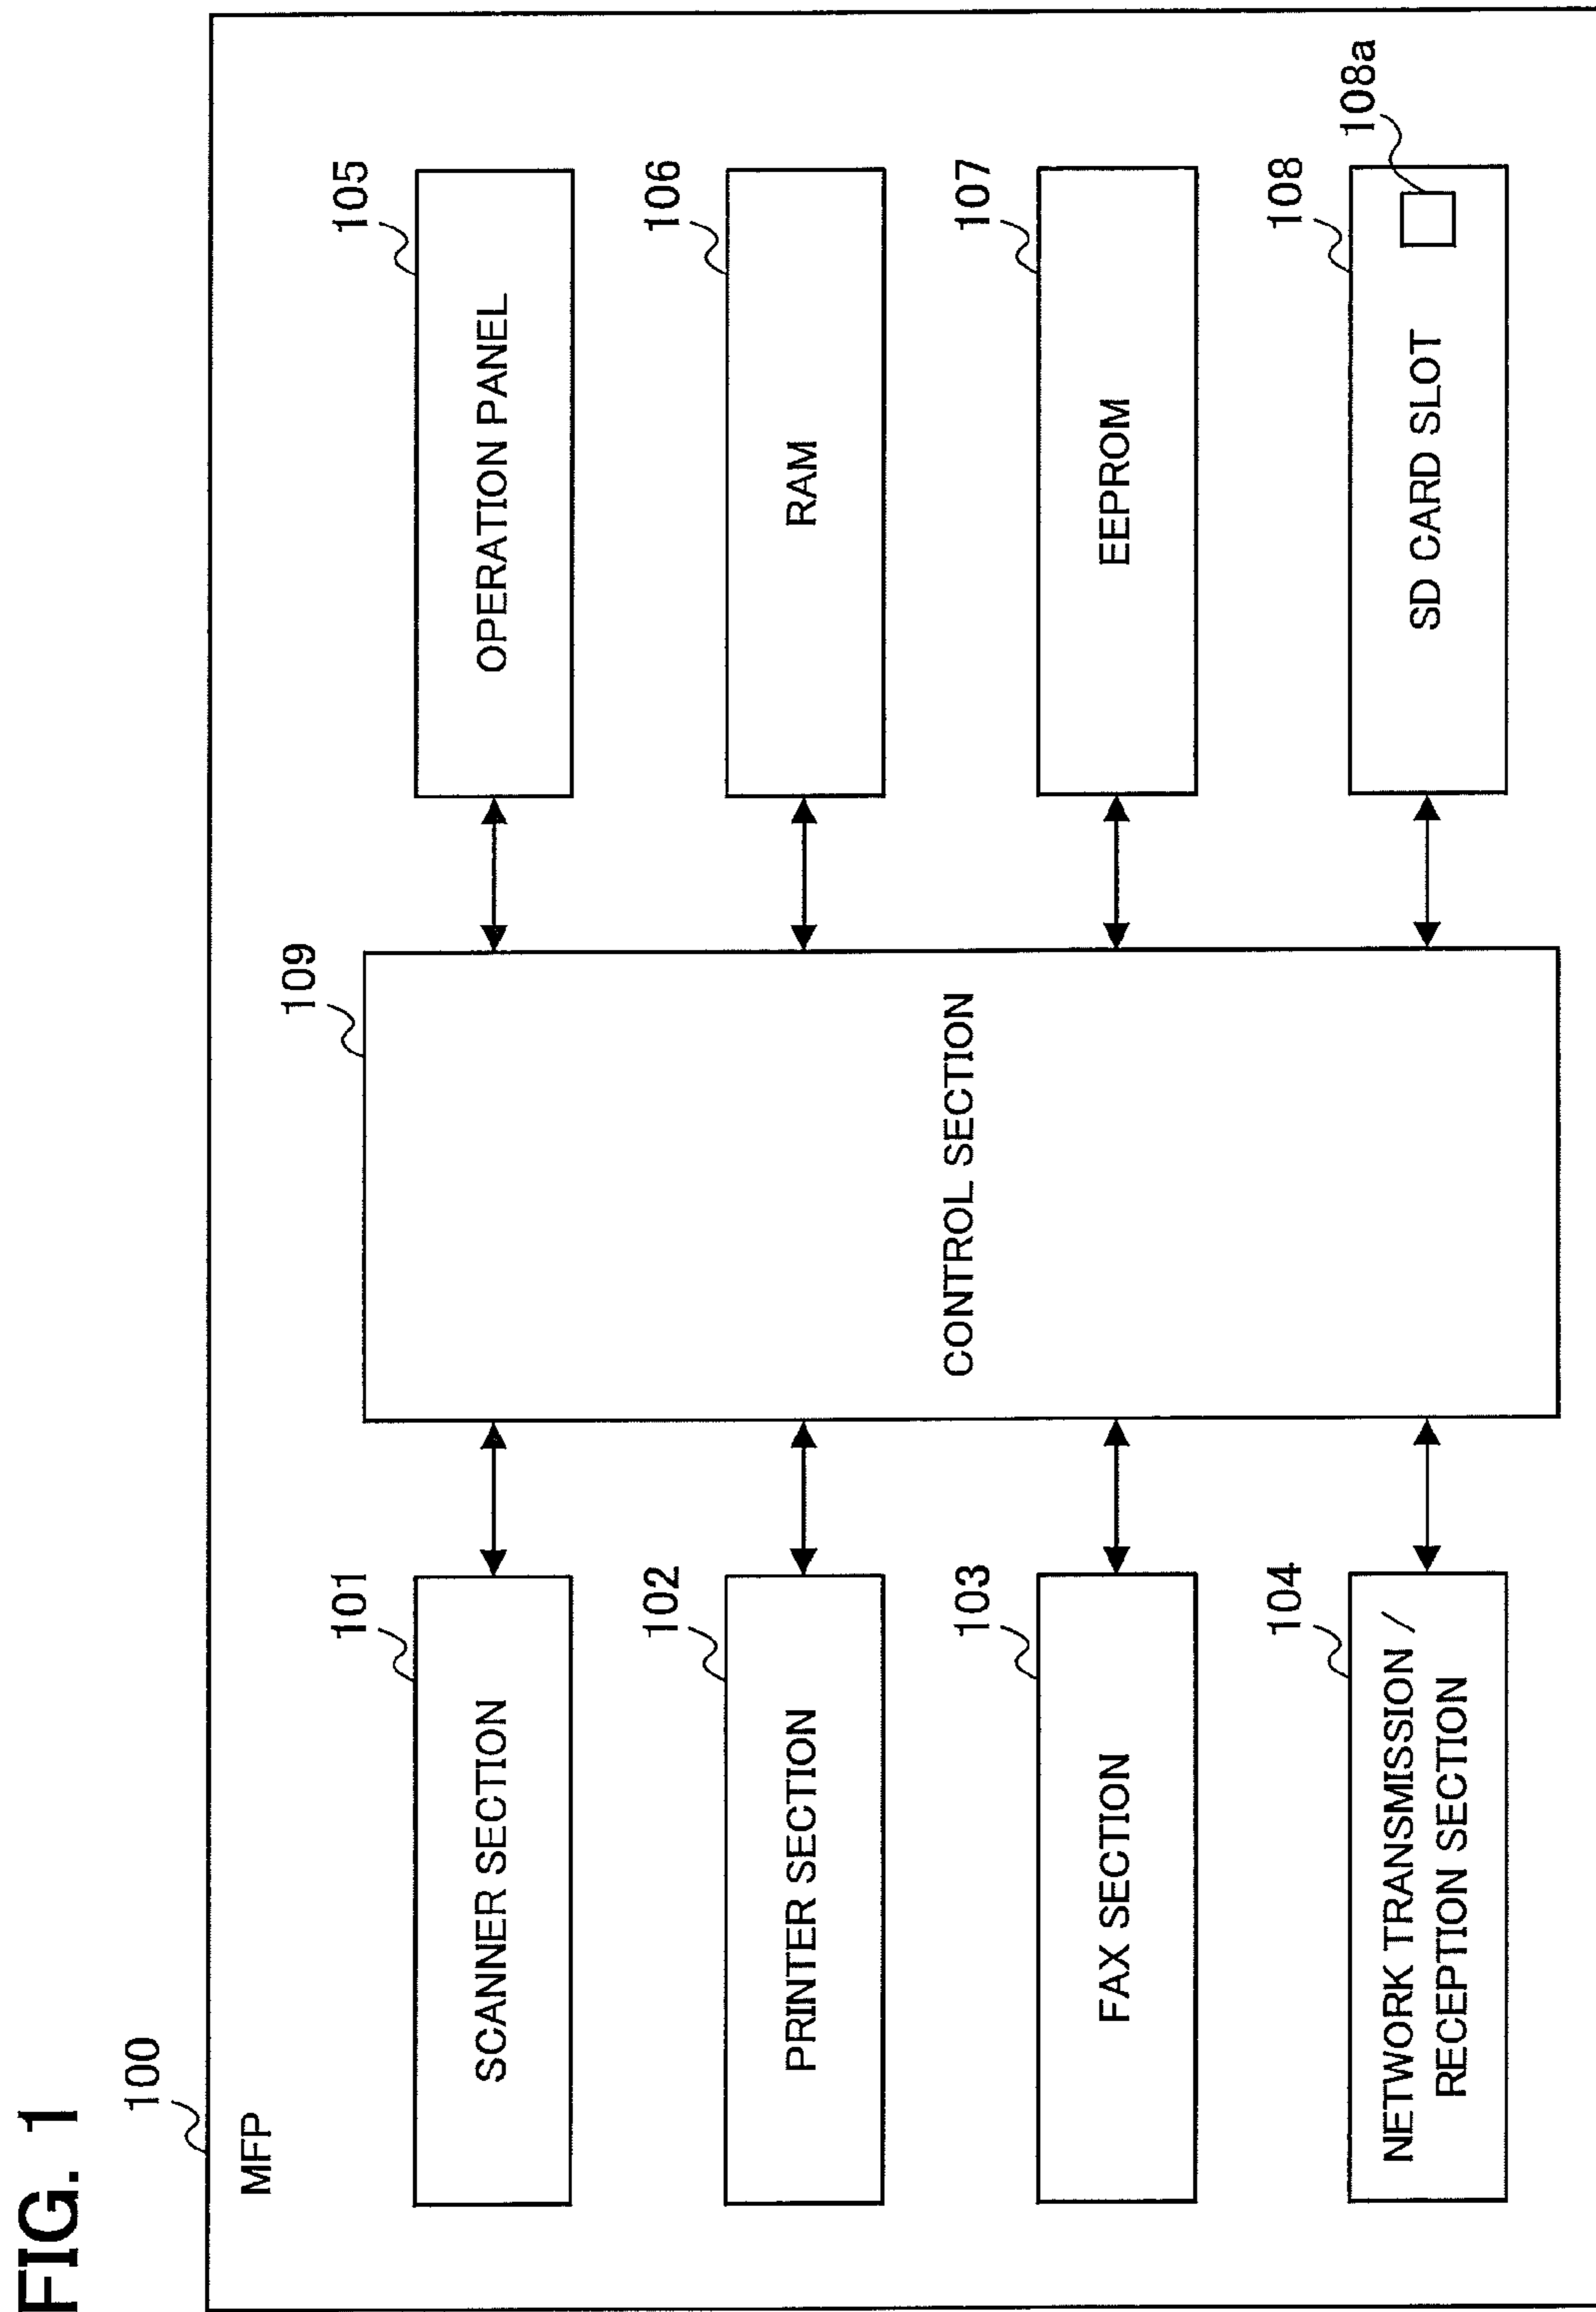 FIG. 1
100
MFP
109
101
SCANNER SECTION
105
OPERATION PANEL
102
PRINTER SECTION
106
RAM
CONTROL SECTION
103
FAX SECTION
107
EEPROM
104
NETWORK TRANSMISSION /
RECEPTION SECTION
108
108a
SD CARD SLOT